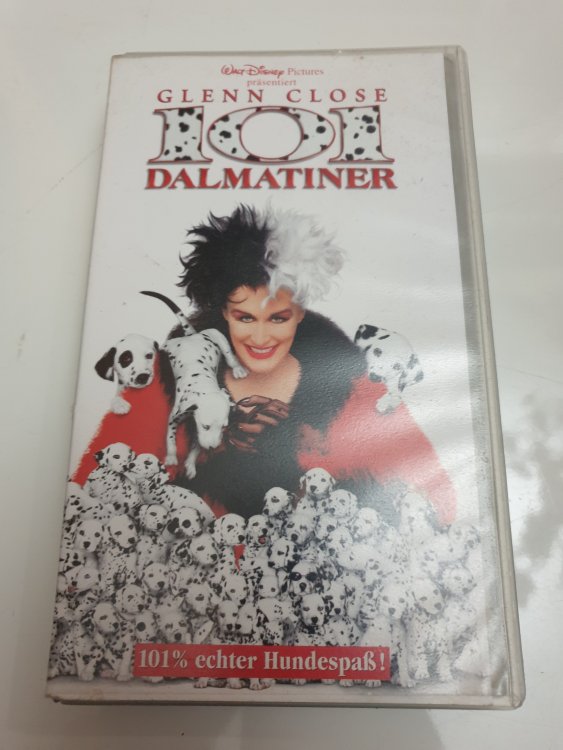 Walt Disney Pictures
präsentiert
GLENN CLOSE
101
DALMATINER
101% echter Hundespaß!